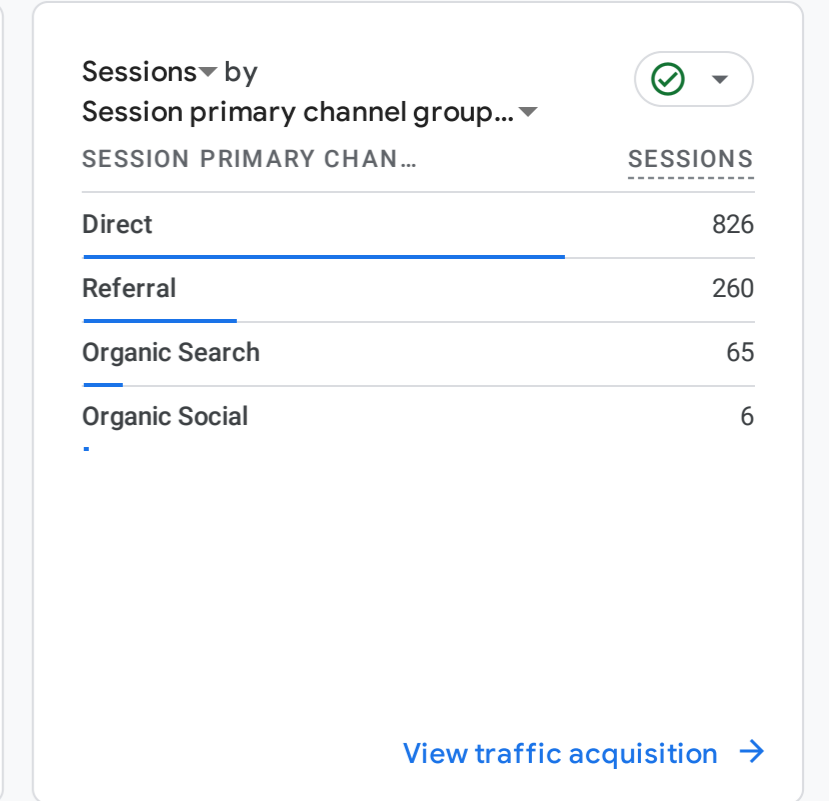 Sessions by
Session primary channel group...
SESSION PRIMARY CHAN... SESSIONS
Direct 826
Referral 260
Organic Search 65
Organic Social 6
View traffic acquisition